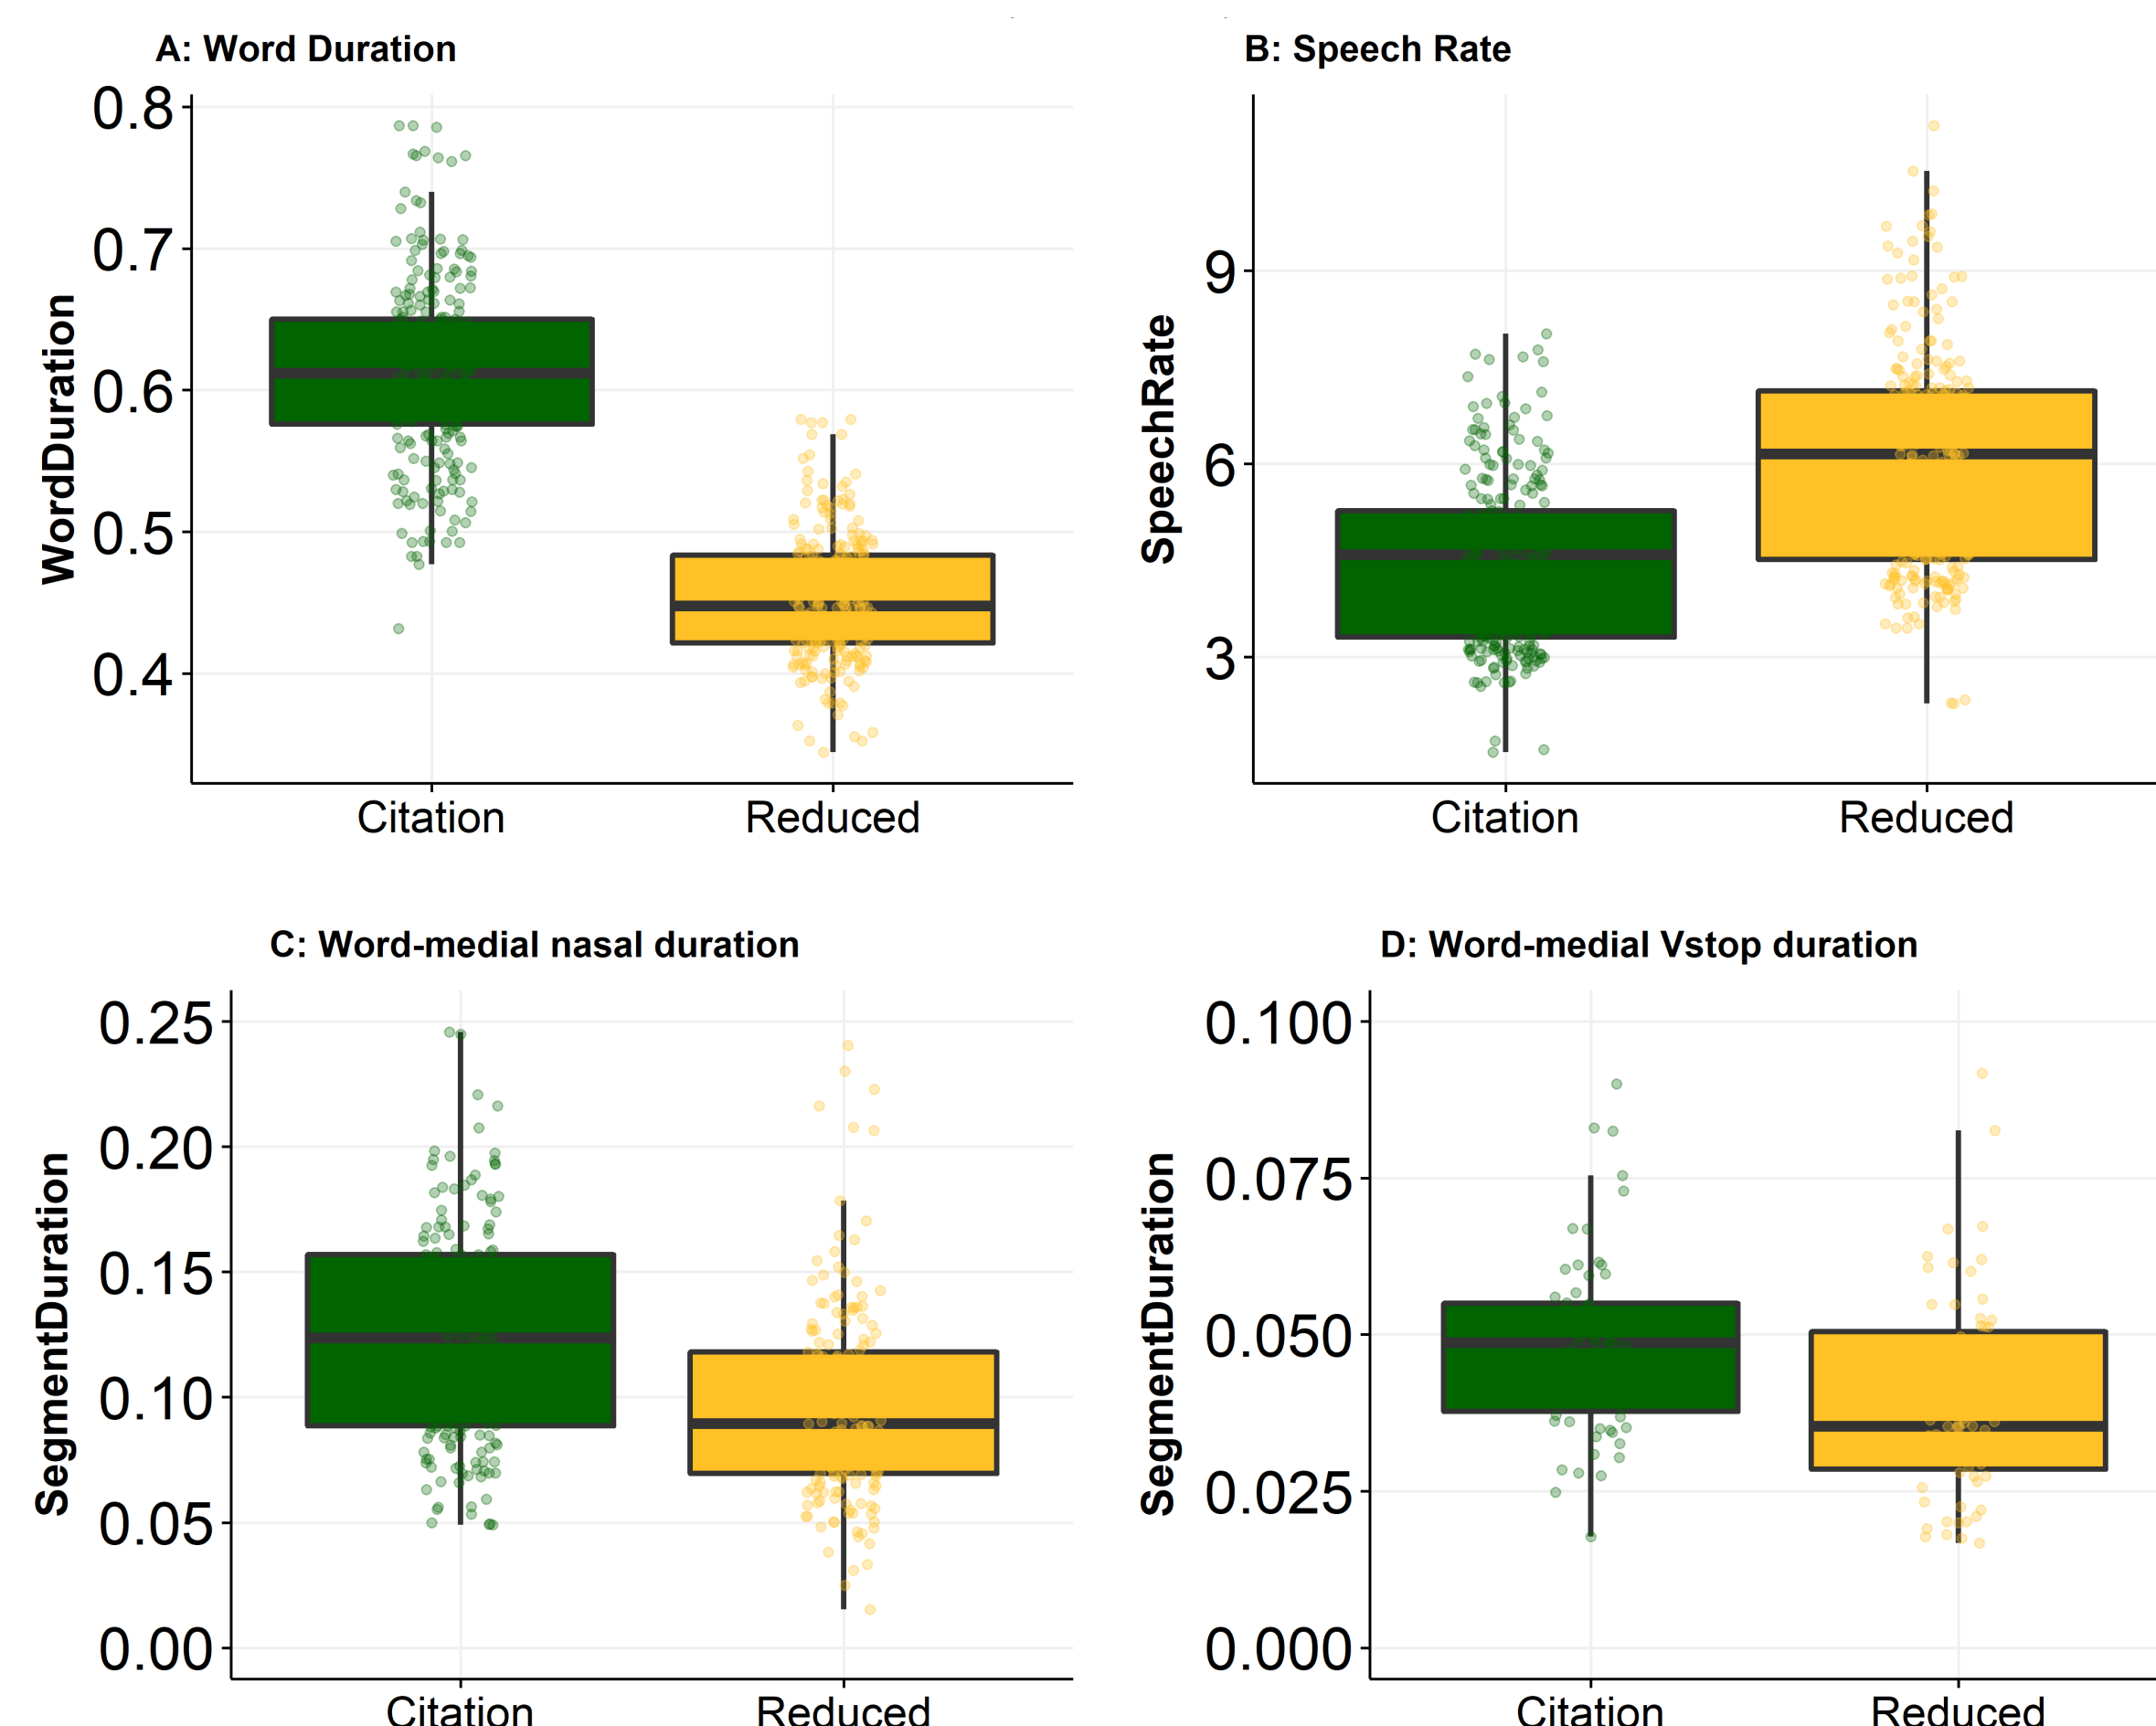 A: Word Duration
WordDuration
0.8
0.7
0.6
0.5
0.4
Citation Reduced
B: Speech Rate
SpeechRate
9
6
3
Citation Reduced
C: Word-medial nasal duration
SegmentDuration
0.25
0.20
0.15
0.10
0.05
0.00
Citation Reduced
D: Word-medial Vstop duration
SegmentDuration
0.100
0.075
0.050
0.025
0.000
Citation Reduced